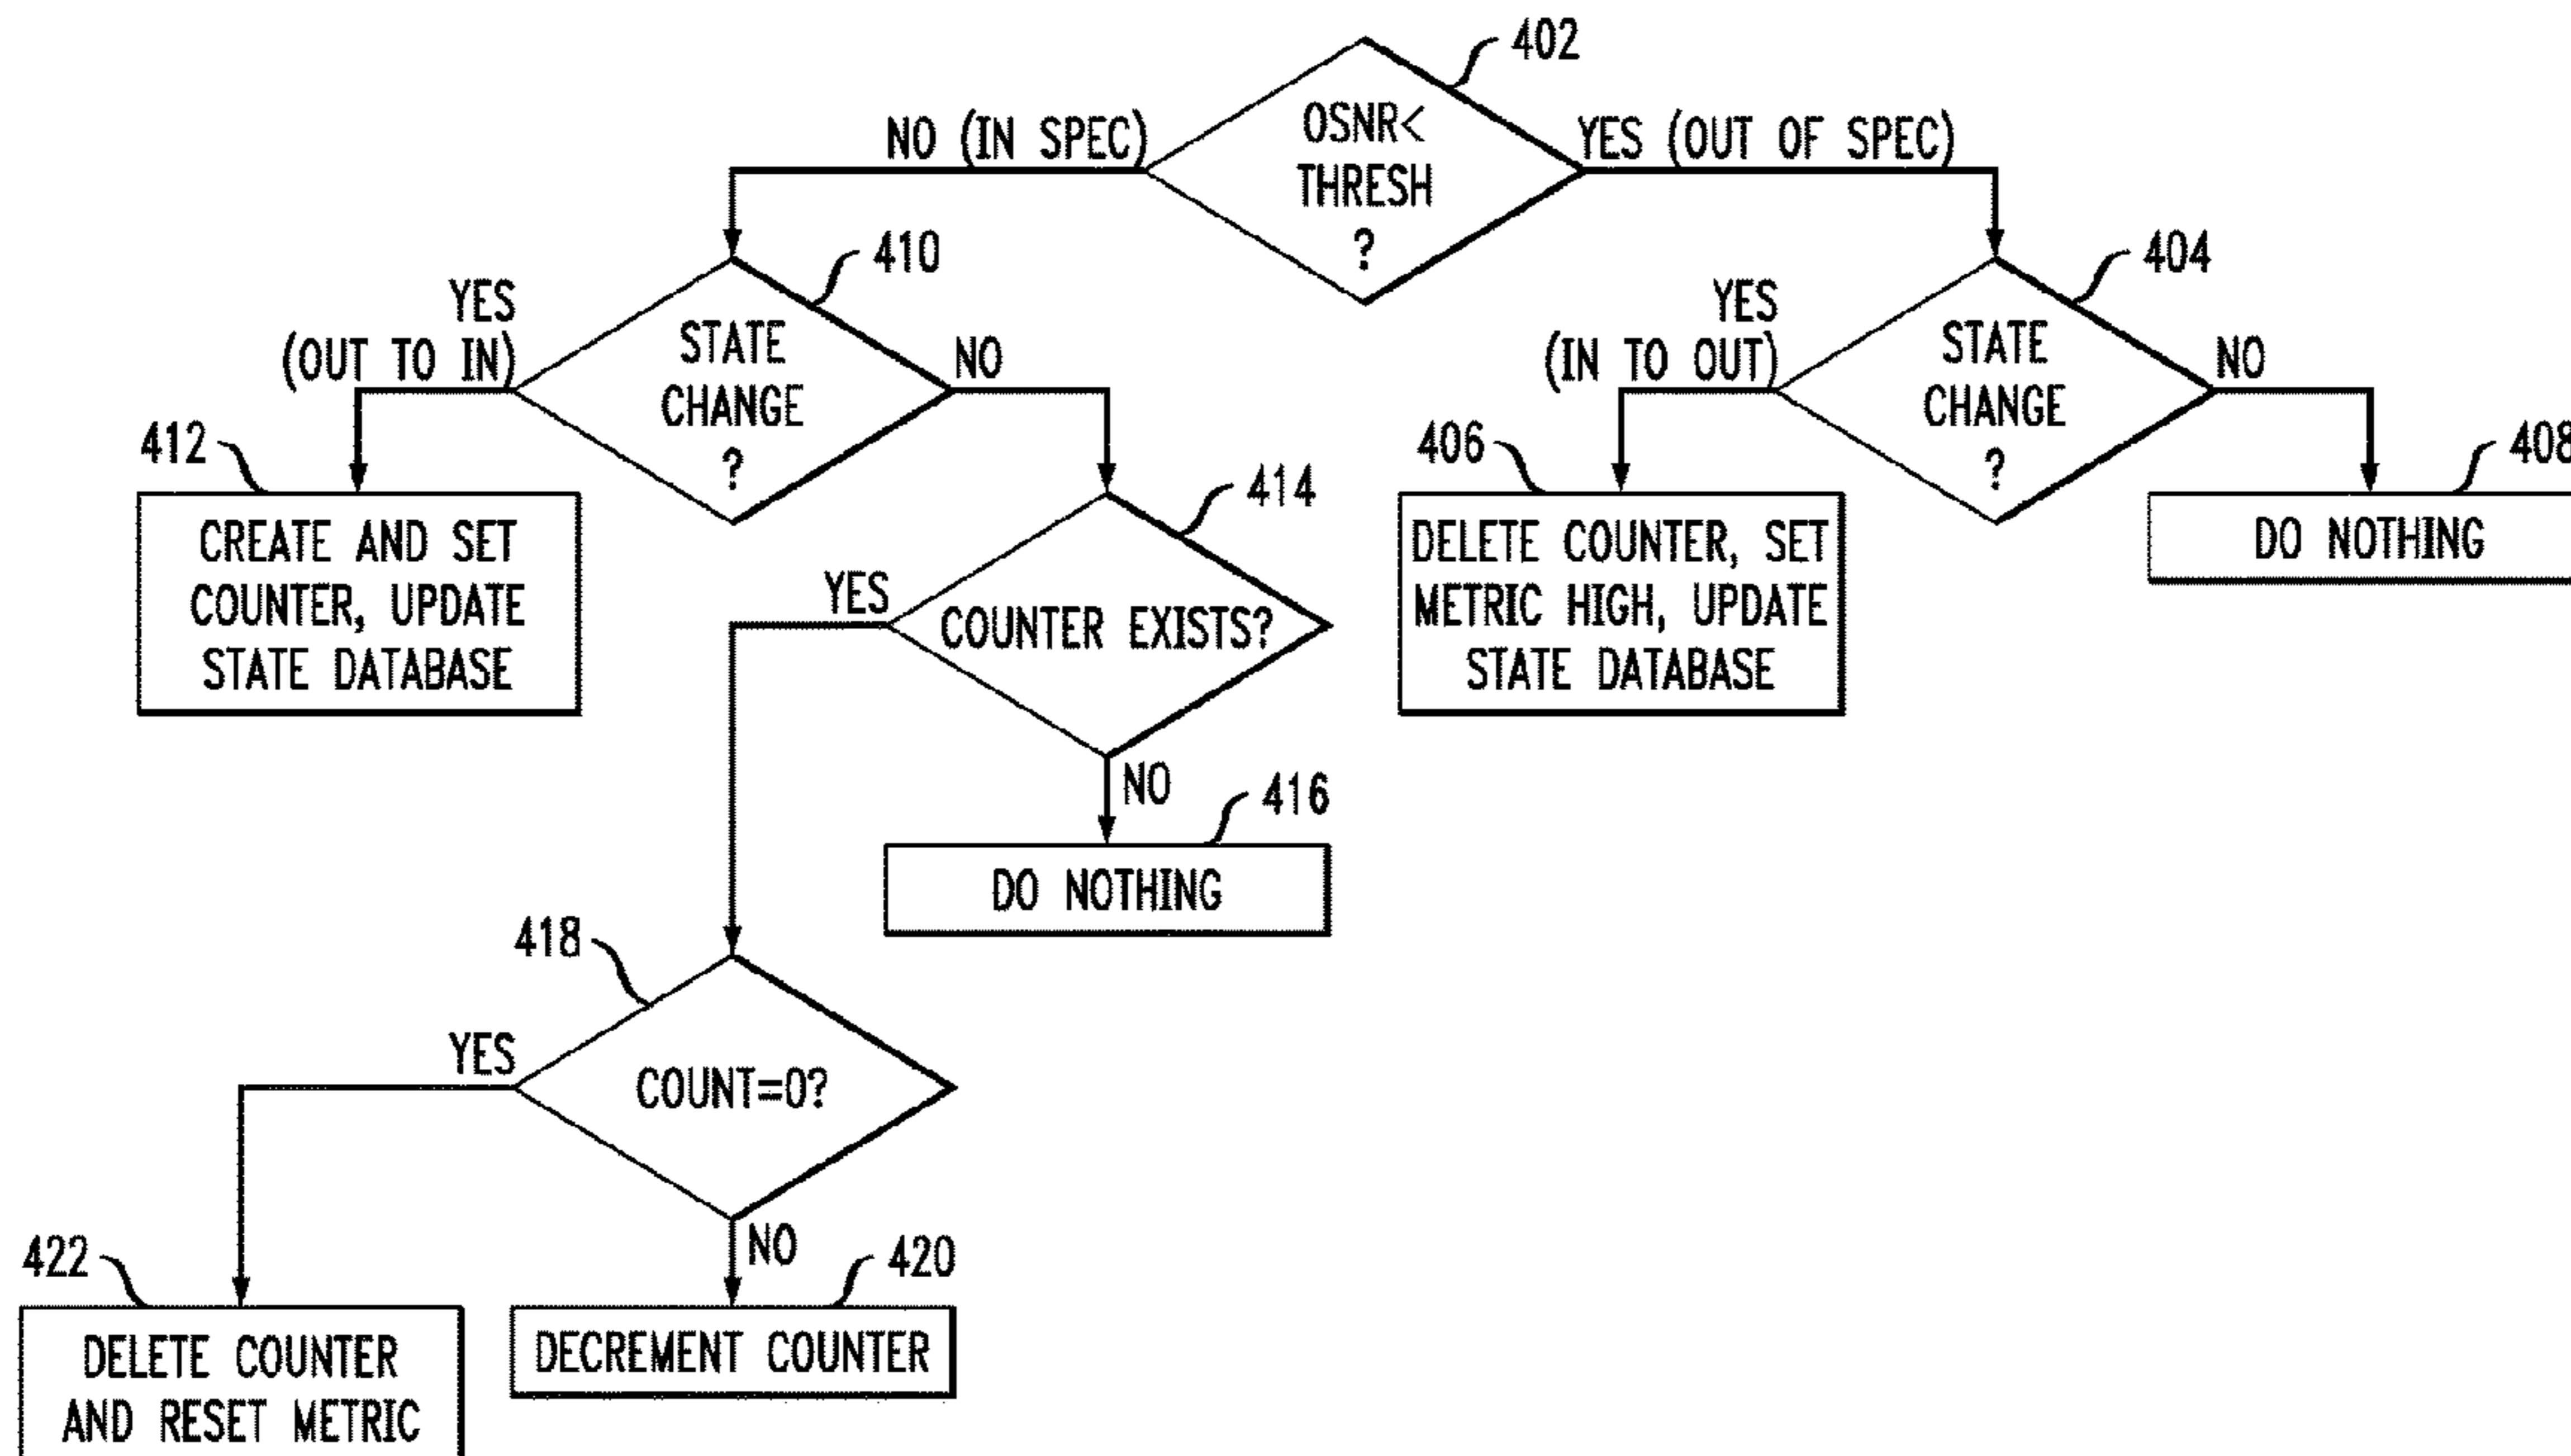 402
OSNR<
THRESH
?
NO (IN SPEC)
YES (OUT OF SPEC)
410
STATE
CHANGE
?
YES
(OUT TO IN)
NO
404
STATE
CHANGE
?
YES
(IN TO OUT)
NO
412
CREATE AND SET
COUNTER, UPDATE
STATE DATABASE
414
COUNTER EXISTS?
YES
NO
406
DELETE COUNTER, SET
METRIC HIGH, UPDATE
STATE DATABASE
408
DO NOTHING
416
DO NOTHING
418
COUNT=0?
YES
NO
422
DELETE COUNTER
AND RESET METRIC
420
DECREMENT COUNTER